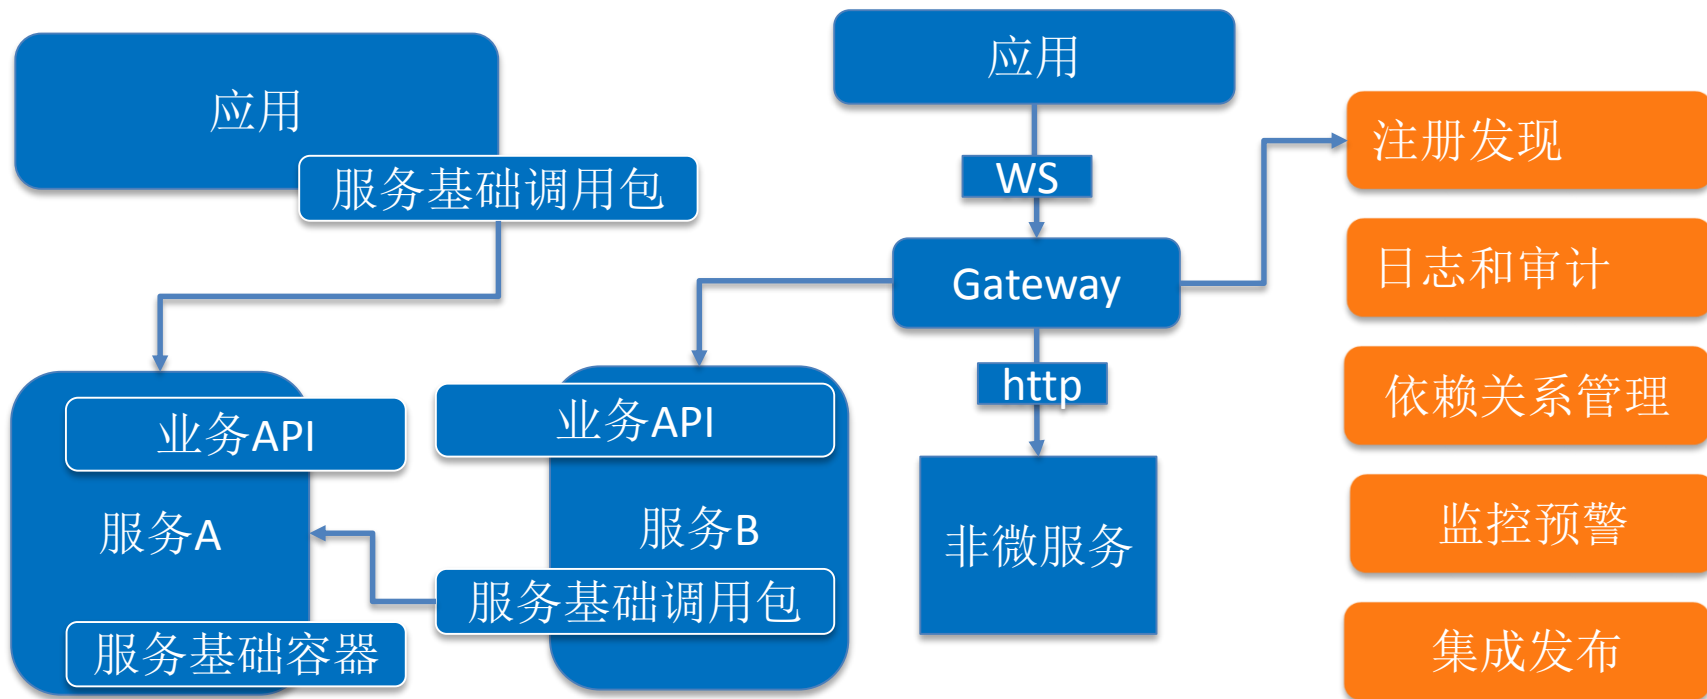 应用
服务基础调用包
应用
WS
Gateway
http
非微服务
业务API
服务A
服务基础容器
业务API
服务B
服务基础调用包
注册发现
日志和审计
依赖关系管理
监控预警
集成发布